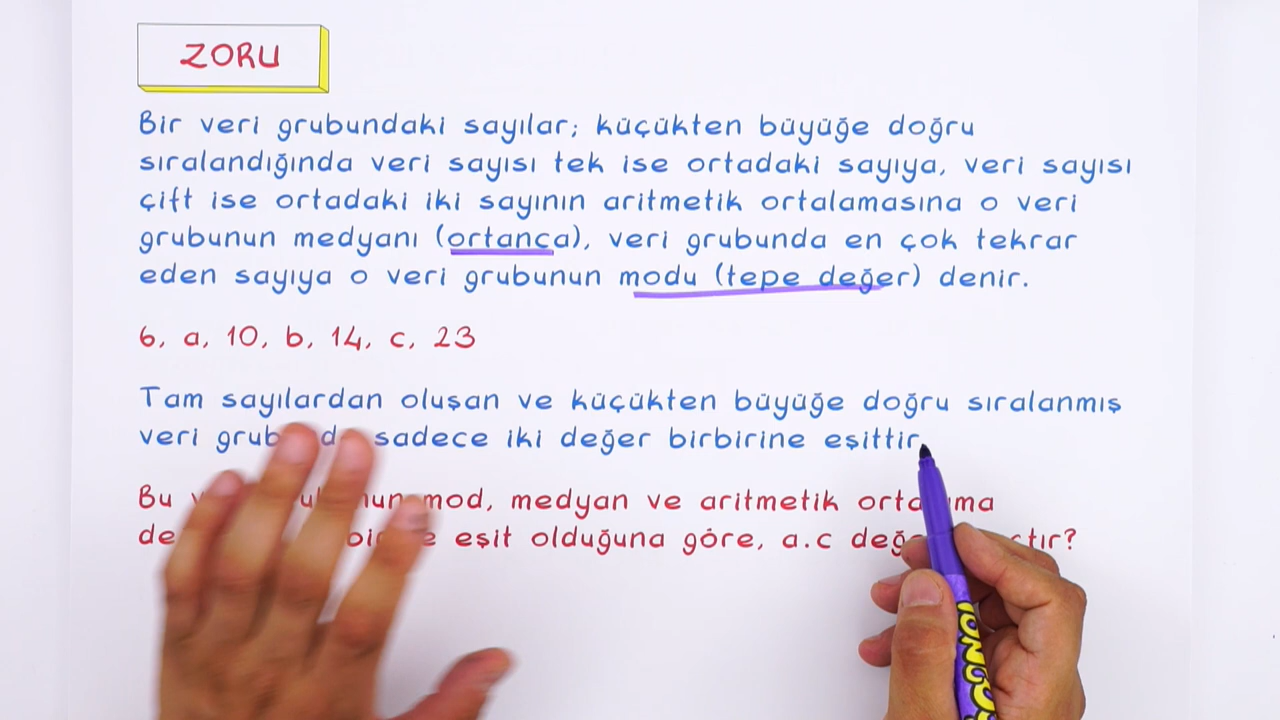 ZORU
Bir veri grubundaki sayılar; küçükten büyüğe doğru
sıralandığında veri sayısı tek ise ortadaki sayıya, veri sayısı
çift ise ortadaki iki sayının aritmetik ortalamasına o veri
grubunun medyanı (ortanca), veri grubunda en çok tekrar
eden sayıya o veri grubunun modu (tepe değer) denir.
6, a, 10, b, 14, c, 23
Tam sayılardan oluşan ve küçükten büyüğe doğru sıralanmış
veri sadece iki değer birbirine eşittir.
Bu mod, medyan ve aritmetik
eşit olduğuna göre, a.c